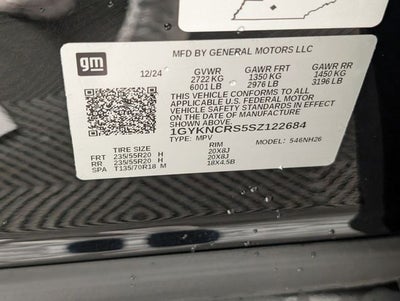 gm
MFD BY GENERAL MOTORS LLC
12/24 GVWR GAWR FRT GAWR RR
2722 KG 1350 KG 1450 KG
6001 LB 2976 LB 3196 LB
THIS VEHICLE CONFORMS TO ALL
APPLICABLE U.S. FEDERAL MOTOR
VEHICLE SAFETY STANDARDS IN EFFECT
ON THE DATE OF MANUFACTURE
SHOWN ABOVE.
1GYKNCRS5SZ122684
TYPE: MPV MODEL: 546NH26
TIRE SIZE RIM
FRT 235/55R20 H 20X8J
RR 235/55R20 H 20X8J
SPA T135/70R18 M 18X4.5B